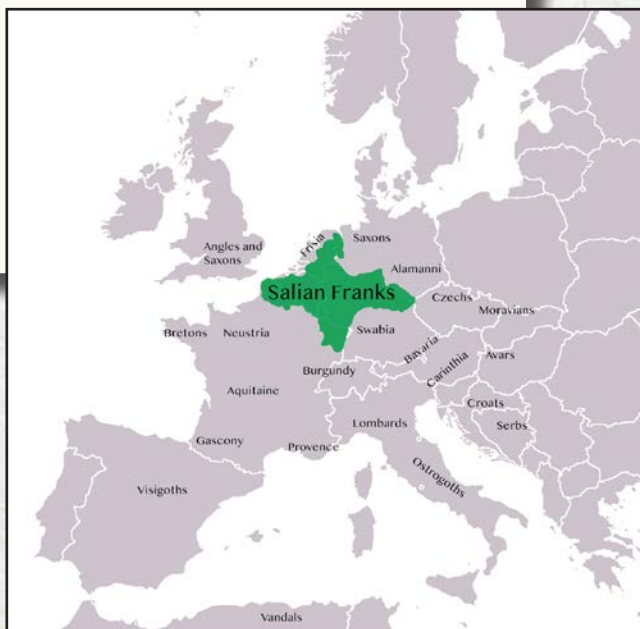 Frisia
Saxons
Angles and
Saxons
Alamanni
Salian Franks
Czechs
Moravians
Bretons
Neustria
Swabia
Bavaria
Avars
Carinthia
Burgundy
Aquitaine
Croats
Lombards
Serbs
Gascony
Provence
Ostrogoths
Visigoths
Vandals